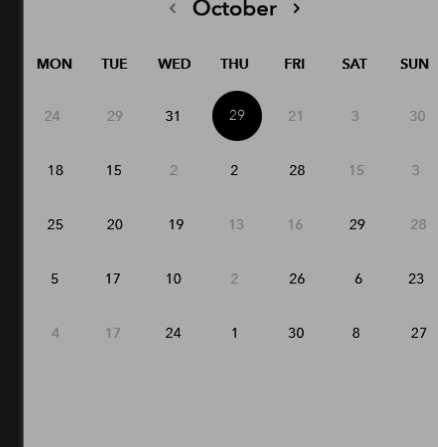 ‹ October ›
MON TUE WED THU FRI SAT SUN
24 29 31 29 21 3 30
18 15 2 2 28 15 3
25 20 19 13 16 29 28
5 17 10 2 26 6 23
4 17 24 1 30 8 27